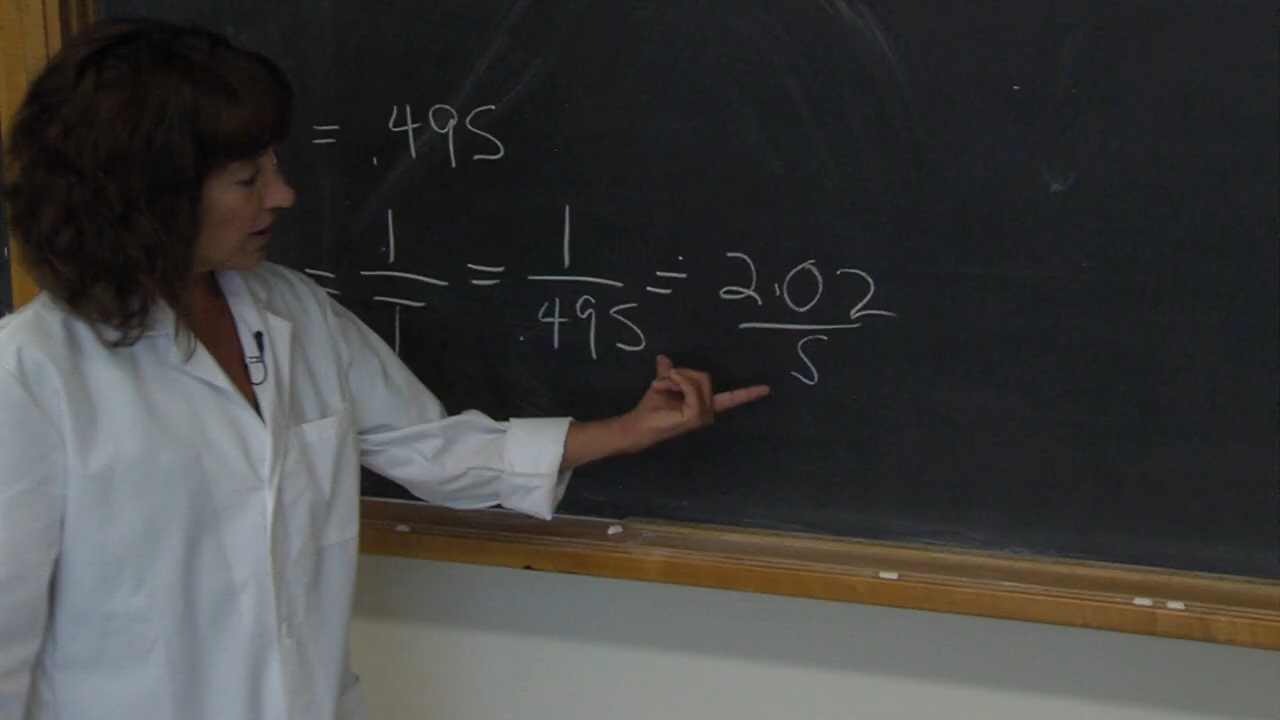 = .495
= 1/T = 1/.495 = 2.02/S